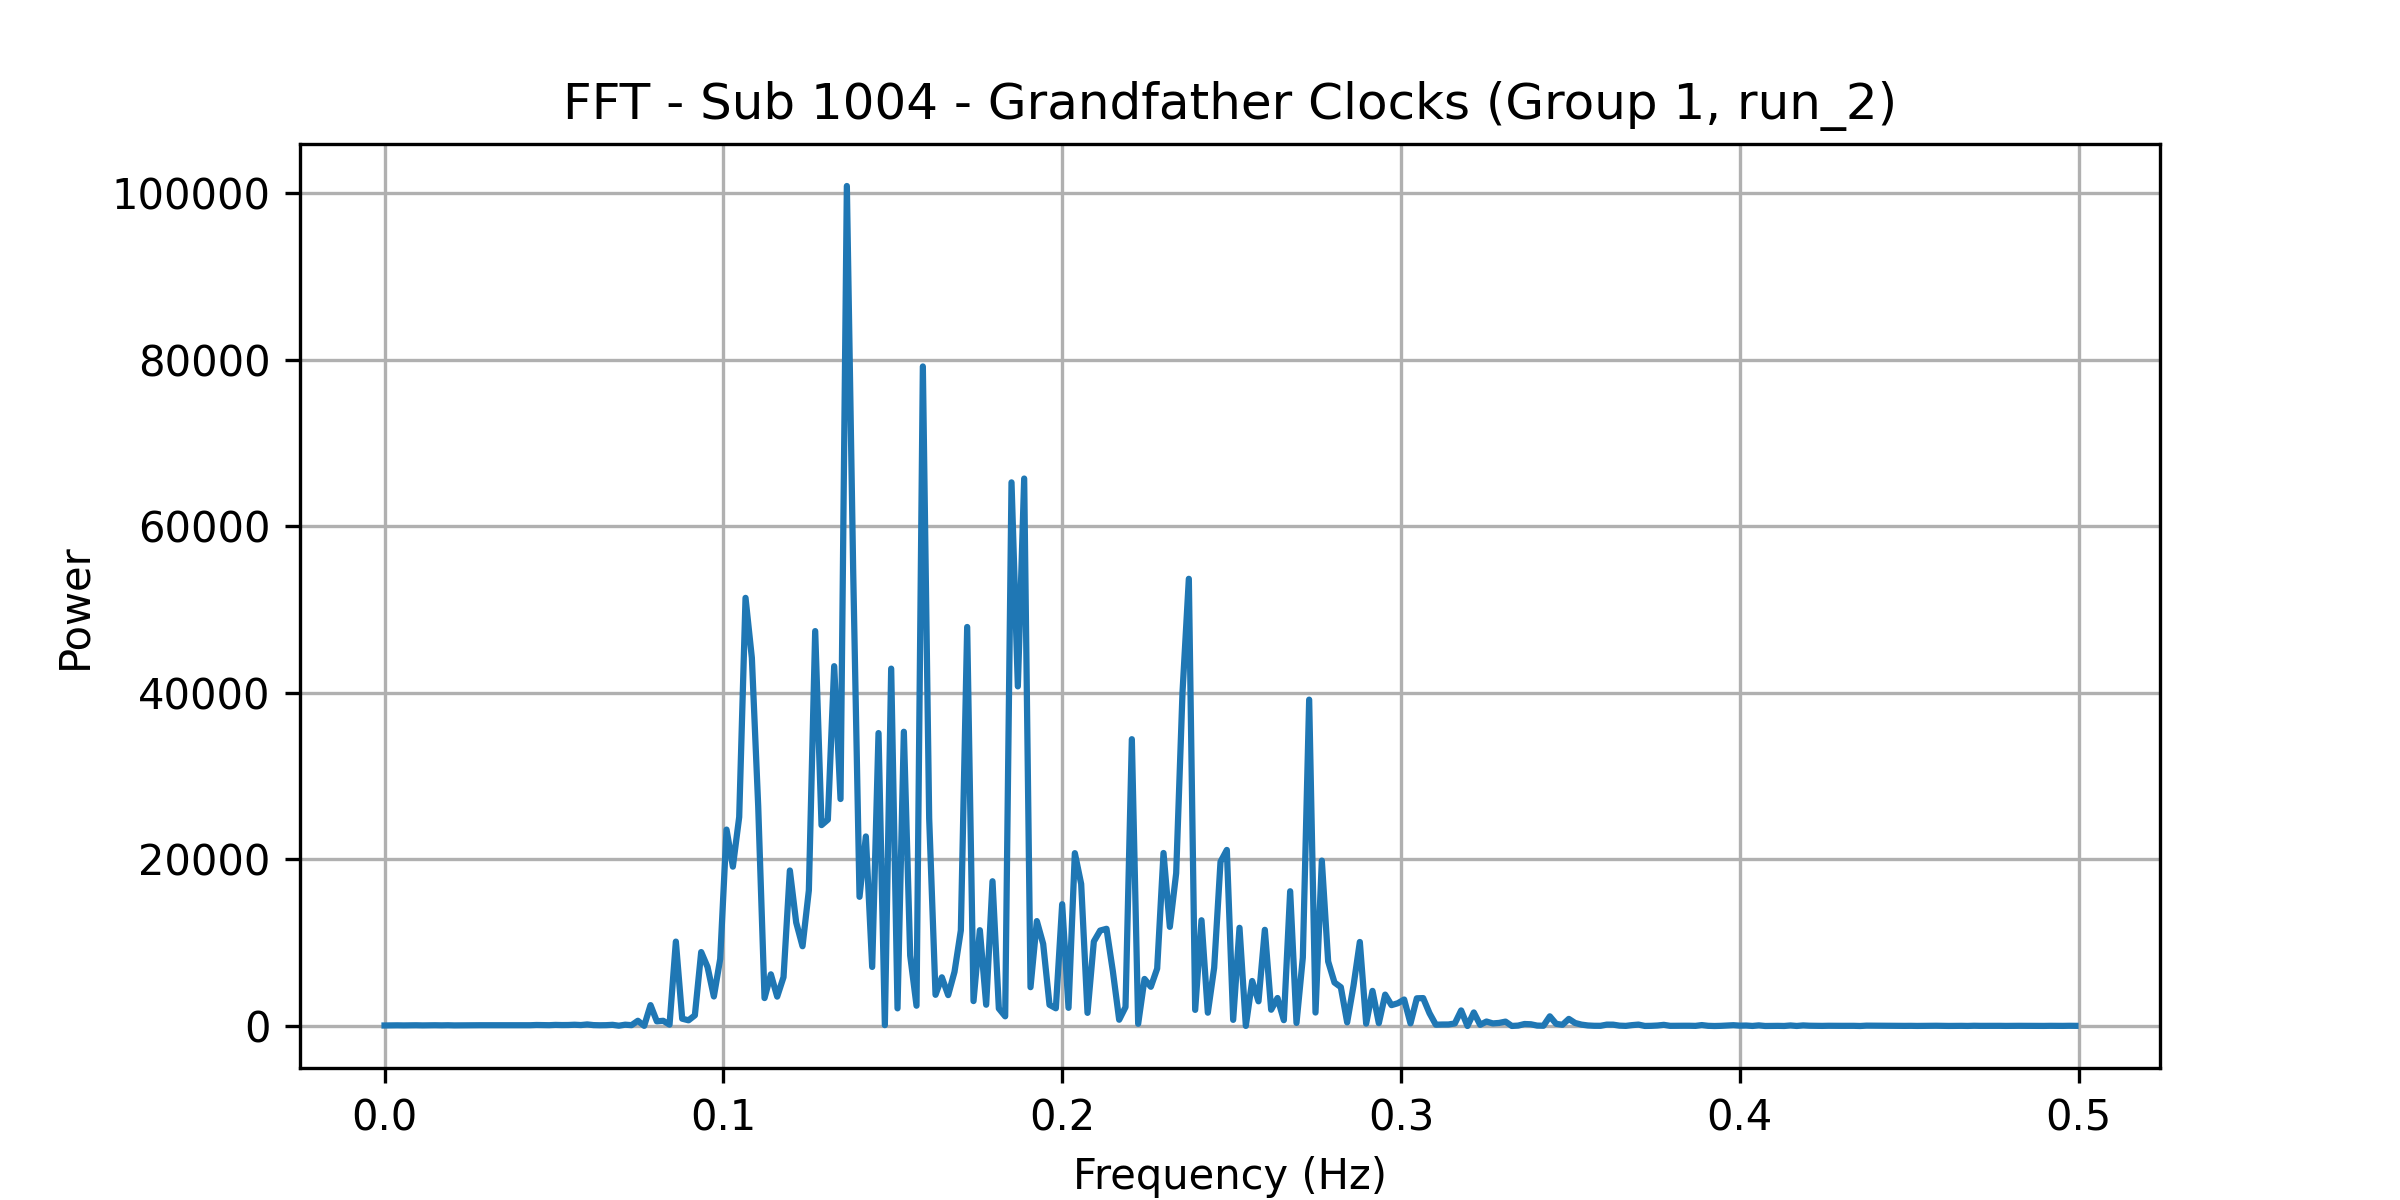 FFT - Sub 1004 - Grandfather Clocks (Group 1, run_2)
100000
80000
60000
40000
20000
0
Power
0.0 0.1 0.2 0.3 0.4 0.5
Frequency (Hz)